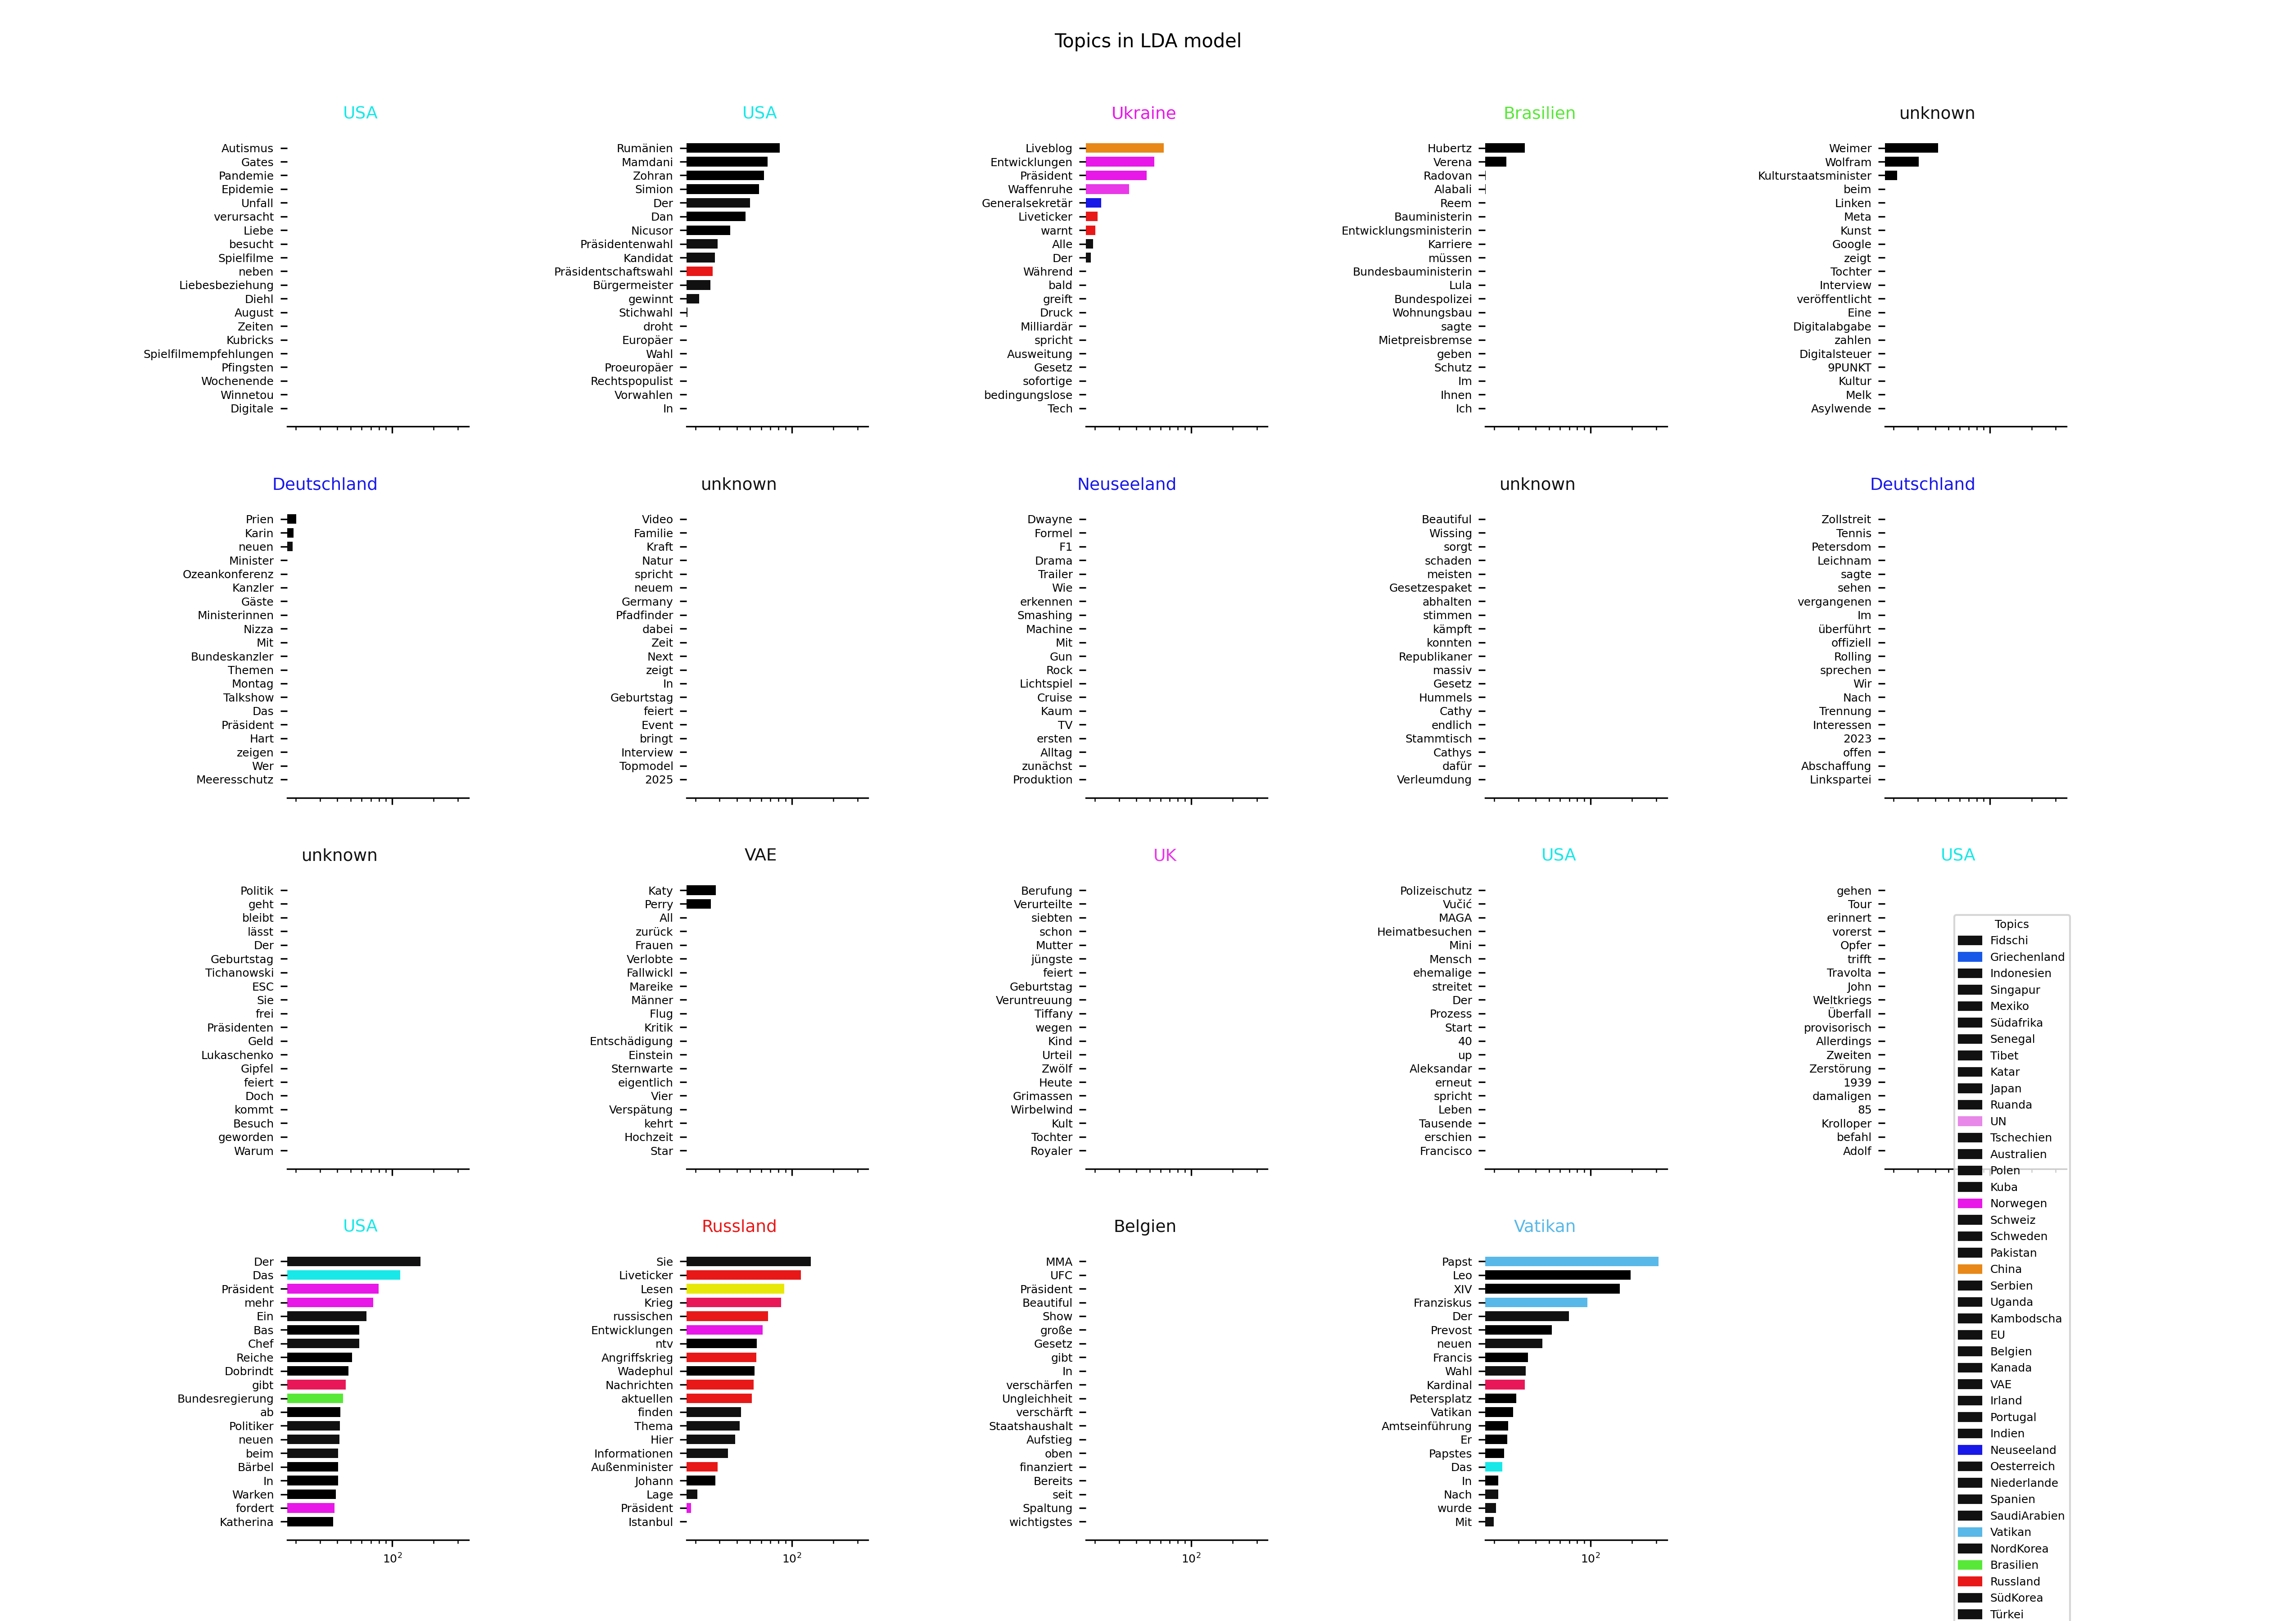 Topics in LDA model
USA
Autismus
Gates
Pandemie
Epidemie
Unfall
verursacht
Liebe
besucht
Spielfilme
neben
Liebesbeziehung
Diehl
August
Zeiten
Kubricks
Spielfilmempfehlungen
Pfingsten
Wochenende
Winnetou
Digitale
USA
Rumänien
Mamdani
Zohran
Simion
Der
Dan
Nicusor
Präsidentenwahl
Kandidat
Präsidentschaftswahl
Bürgermeister
gewinnt
Stichwahl
droht
Europäer
Wahl
Proeuropäer
Rechtspopulist
Vorwahlen
In
Ukraine
Liveblog
Entwicklungen
Präsident
Waffenruhe
Generalsekretär
Liveticker
warnt
Alle
Der
Während
bald
greift
Druck
Milliardär
spricht
Ausweitung
Gesetz
sofortige
bedingungslose
Tech
Brasilien
Hubertz
Verena
Radovan
Alabali
Reem
Bauministerin
Entwicklungsministerin
Karriere
müssen
Bundesbauministerin
Lula
Bundespolizei
Wohnungsbau
sagte
Mietpreisbremse
geben
Schutz
Im
Ihnen
Ich
unknown
Weimer
Wolfram
Kulturstaatsminister
beim
Linken
Meta
Kunst
Google
zeigt
Tochter
Interview
veröffentlicht
Eine
Digitalabgabe
zahlen
Digitalsteuer
9PUNKT
Kultur
Melk
Asylwende
Deutschland
Prien
Karin
neuen
Minister
Ozeankonferenz
Kanzler
Gäste
Ministerinnen
Nizza
Mit
Bundeskanzler
Themen
Montag
Talkshow
Das
Präsident
Hart
zeigen
Wer
Meeresschutz
unknown
Video
Familie
Kraft
Natur
spricht
neuem
Germany
Pfadfinder
dabei
Zeit
Next
zeigt
In
Geburtstag
feiert
Event
bringt
Interview
Topmodel
2025
Neuseeland
Dwayne
Formel
F1
Drama
Trailer
Wie
erkennen
Smashing
Machine
Mit
Gun
Rock
Lichtspiel
Cruise
Kaum
TV
ersten
Alltag
zunächst
Produktion
unknown
Beautiful
Wissing
sorgt
schaden
meisten
Gesetzespaket
abhalten
stimmen
kämpft
konnten
Republikaner
massiv
Gesetz
Hummels
Cathy
endlich
Stammtisch
Cathys
dafür
Verleumdung
Deutschland
Zollstreit
Tennis
Petersdom
Leichnam
sagte
sehen
vergangenen
Im
überführt
offiziell
Rolling
sprechen
Wir
Nach
Trennung
Interessen
2023
offen
Abschaffung
Linkspartei
unknown
Politik
geht
bleibt
lässt
Der
Geburtstag
Tichanowski
ESC
Sie
frei
Präsidenten
Geld
Lukaschenko
Gipfel
feiert
Doch
kommt
Besuch
geworden
Warum
VAE
Katy
Perry
All
zurück
Frauen
Verlobte
Fallwickl
Mareike
Männer
Flug
Kritik
Entschädigung
Einstein
Sternwarte
eigentlich
Vier
Verspätung
kehrt
Hochzeit
Star
UK
Berufung
Verurteilte
siebten
schon
Mutter
jüngste
feiert
Geburtstag
Veruntreuung
Tiffany
wegen
Kind
Urteil
Zwölf
Heute
Grimassen
Wirbelwind
Kult
Tochter
Royaler
USA
Polizeischutz
Vučić
MAGA
Heimatbesuchen
Mini
Mensch
ehemalige
streitet
Der
Prozess
Start
40
up
Aleksandar
erneut
spricht
Leben
Tausende
erschien
Francisco
USA
gehen
Tour
erinnert
vorerst
Opfer
trifft
Travolta
John
Weltkriegs
Überfall
provisorisch
Allerdings
Zweiten
Zerstörung
1939
damaligen
85
Krolloper
befahl
Adolf
USA
Der
Das
Präsident
mehr
Ein
Bas
Chef
Reiche
Dobrindt
gibt
Bundesregierung
ab
Politiker
neuen
beim
Bärbel
In
Warken
fordert
Katherina
10²
Russland
Sie
Liveticker
Lesen
Krieg
russischen
Entwicklungen
ntv
Angriffskrieg
Wadephul
Nachrichten
aktuellen
finden
Thema
Hier
Informationen
Außenminister
Johann
Lage
Präsident
Istanbul
10²
Belgien
MMA
UFC
Präsident
Beautiful
Show
große
Gesetz
gibt
In
verschärfen
Ungleichheit
verschärft
Staatshaushalt
Aufstieg
oben
finanziert
Bereits
seit
Spaltung
wichtigstes
10²
Vatikan
Papst
Leo
XIV
Franziskus
Der
Prevost
neuen
Francis
Wahl
Kardinal
Petersplatz
Vatikan
Amtseinführung
Er
Papstes
Das
In
Nach
wurde
Mit
10²
Topics
Fidschi
Griechenland
Indonesien
Singapur
Mexiko
Südafrika
Senegal
Tibet
Katar
Japan
Ruanda
UN
Tschechien
Australien
Polen
Kuba
Norwegen
Schweiz
Schweden
Pakistan
China
Serbien
Uganda
Kambodscha
EU
Belgien
Kanada
VAE
Irland
Portugal
Indien
Neuseeland
Oesterreich
Niederlande
Spanien
SaudiArabien
Vatikan
NordKorea
Brasilien
Russland
SüdKorea
Türkei